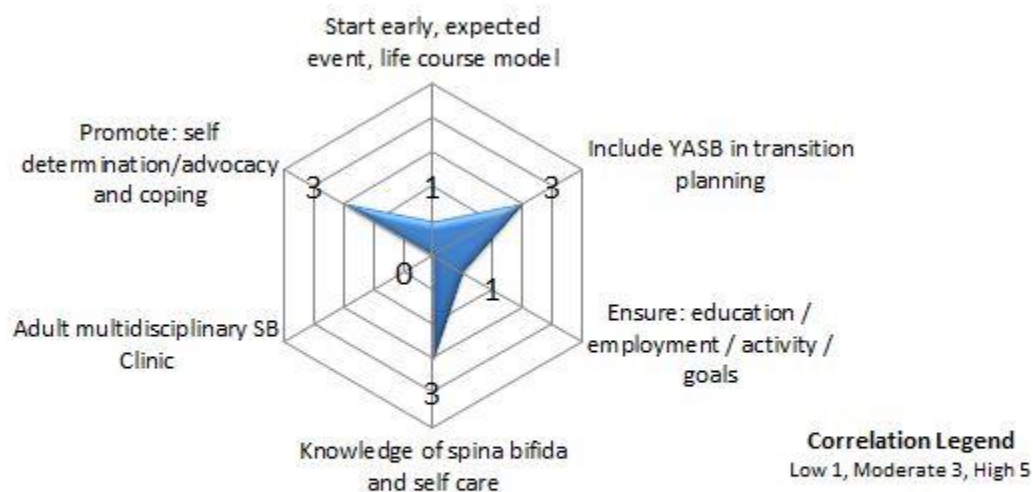 Start early, expected
event, life course model
Promote: self
determination/advocacy
and coping
Include YASB in transition
planning
3
1
3
0
1
Adult multidisciplinary SB
Clinic
Ensure: education /
employment / activity /
goals
3
Knowledge of spina bifida
and self care
Correlation Legend
Low 1, Moderate 3, High 5